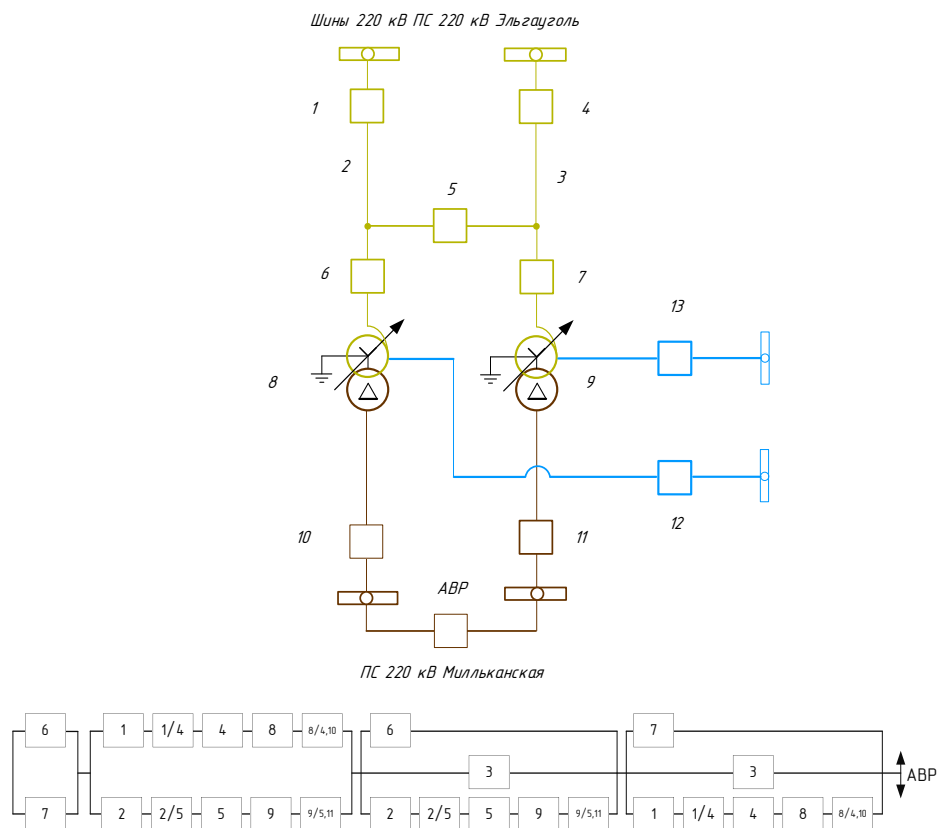 Шины 220 кВ ПС 220 кВ Эльгауголь
1
4
2
3
5
6
7
13
8
9
12
10
11
АВР
ПС 220 кВ Милльканская
6 1 1/4 4 8 8/4,10 6 7
3 3 АВР
7 2 2/5 5 9 9/5,11 2 2/5 5 9 9/5,11 1 1/4 4 8 8/4,10